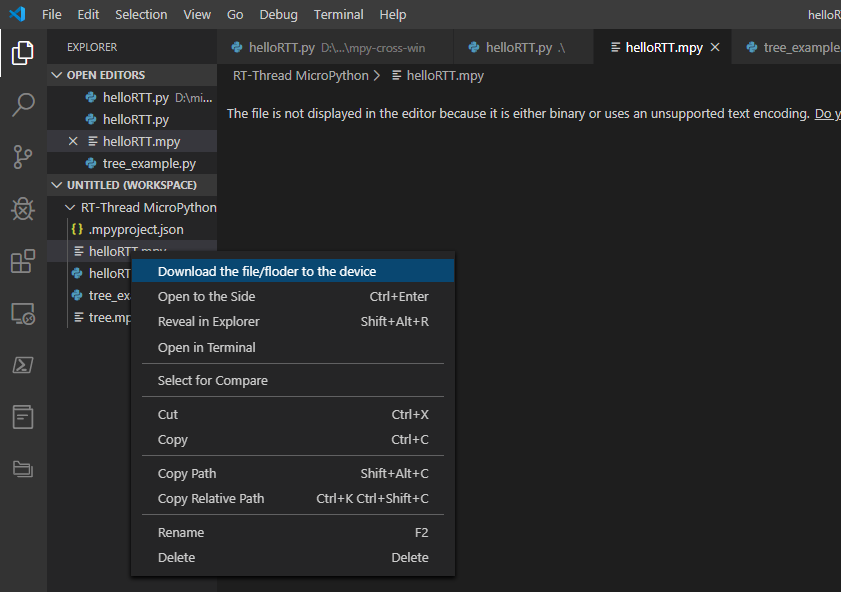 File Edit Selection View Go Debug Terminal Help
helloR
EXPLORER
helloRTT.py D:\...\mpy-cross-win
helloRTT.py .\
helloRTT.mpy
tree_example.
OPEN EDITORS
RT-Thread MicroPython > helloRTT.mpy
helloRTT.py D:\mi...
helloRTT.py
helloRTT.mpy
tree_example.py
The file is not displayed in the editor because it is either binary or uses an unsupported text encoding. Do y
UNTITLED (WORKSPACE)
RT-Thread MicroPython
{} .mpyproject.json
helloRTT.mpy
helloRT
tree_ex
tree.mp
Download the file/floder to the device
Open to the Side Ctrl+Enter
Reveal in Explorer Shift+Alt+R
Open in Terminal
Select for Compare
Cut Ctrl+X
Copy Ctrl+C
Copy Path Shift+Alt+C
Copy Relative Path Ctrl+K Ctrl+Shift+C
Rename F2
Delete Delete